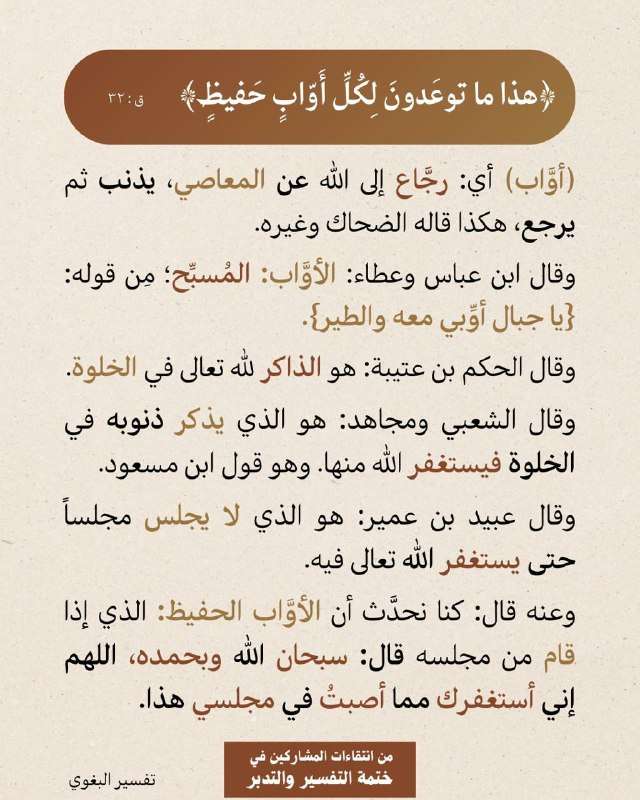 ﴿هذا ما توعَدونَ لِكُلِّ أَوّابٍ حَفيظٍ﴾ ق: ٣٢
(أوَّاب) أي: رجَّاع إلى الله عن المعاصي، يذنب ثم
يرجع، هكذا قاله الضحاك وغيره.
وقال ابن عباس وعطاء: الأوَّاب: المُسبِّح؛ مِن قوله:
{يا جبال أوِّبي معه والطير}.
وقال الحكم بن عتيبة: هو الذاكر لله تعالى في الخلوة.
وقال الشعبي ومجاهد: هو الذي يذكر ذنوبه في
الخلوة فيستغفر الله منها. وهو قول ابن مسعود.
وقال عبيد بن عمير: هو الذي لا يجلس مجلساً
حتى يستغفر الله تعالى فيه.
وعنه قال: كنا نحدَّث أن الأوَّاب الحفيظ: الذي إذا
قام من مجلسه قال: سبحان الله وبحمده، اللهم
إني أستغفرك مما أصبتُ في مجلسي هذا.
من انتقاءات المشاركين في
ختمة التفسير والتدبر
تفسير البغوي